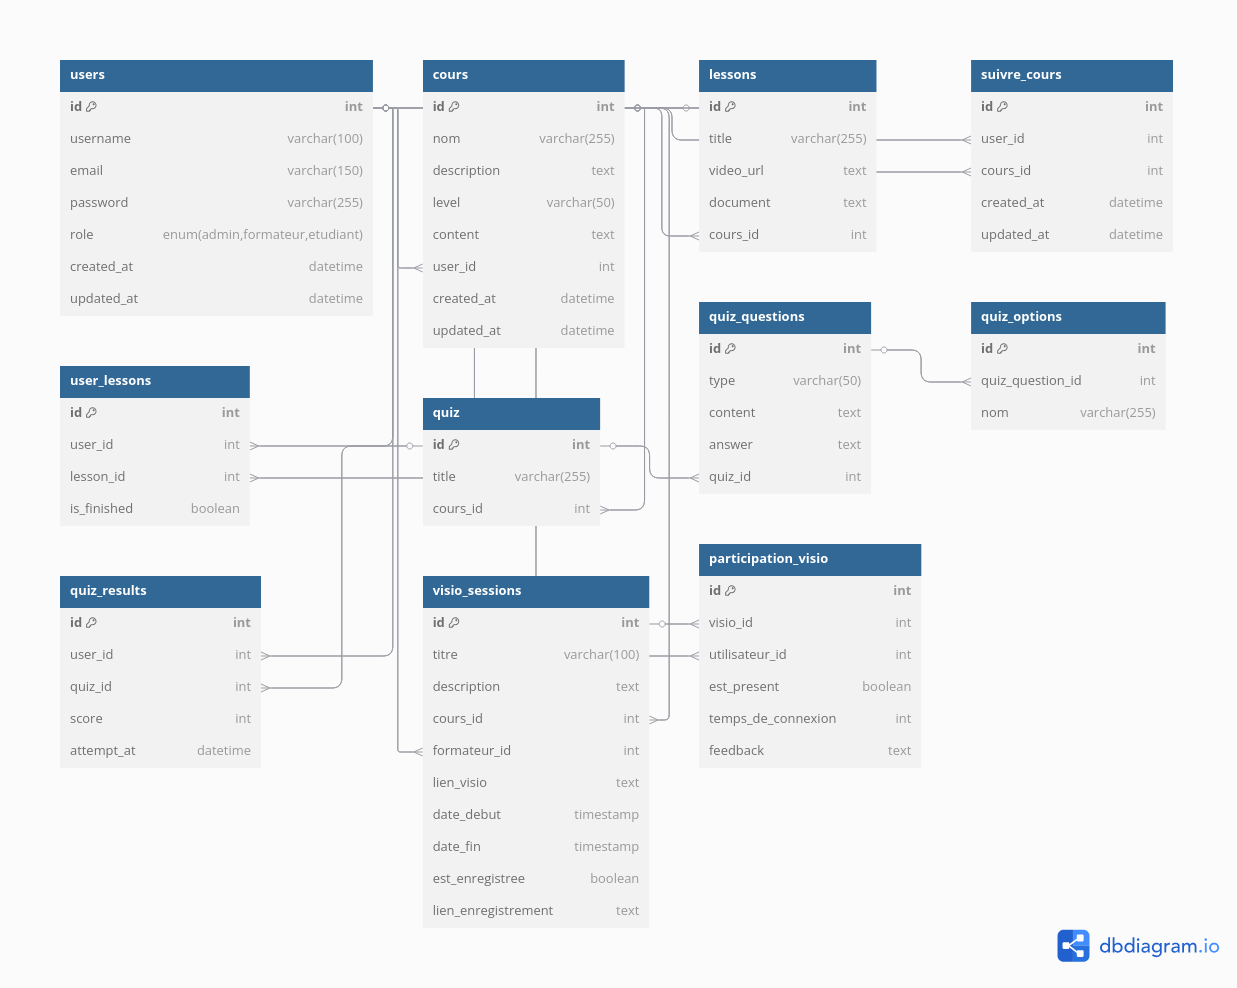 users
id int
username varchar(100)
email varchar(150)
password varchar(255)
role enum(admin,formateur,etudiant)
created_at datetime
updated_at datetime
cours
id int
nom varchar(255)
description text
level varchar(50)
content text
user_id int
created_at datetime
updated_at datetime
lessons
id int
title varchar(255)
video_url text
document text
cours_id int
suivre_cours
id int
user_id int
cours_id int
created_at datetime
updated_at datetime
quiz_questions
id int
type varchar(50)
content text
answer text
quiz_id int
quiz_options
id int
quiz_question_id int
nom varchar(255)
user_lessons
id int
user_id int
lesson_id int
is_finished boolean
quiz
id int
title varchar(255)
cours_id int
quiz_results
id int
user_id int
quiz_id int
score int
attempt_at datetime
visio_sessions
id int
titre varchar(100)
description text
cours_id int
formateur_id int
lien_visio text
date_debut timestamp
date_fin timestamp
est_enregistree boolean
lien_enregistrement text
participation_visio
id int
visio_id int
utilisateur_id int
est_present boolean
temps_de_connexion int
feedback text
dbdiagram.io